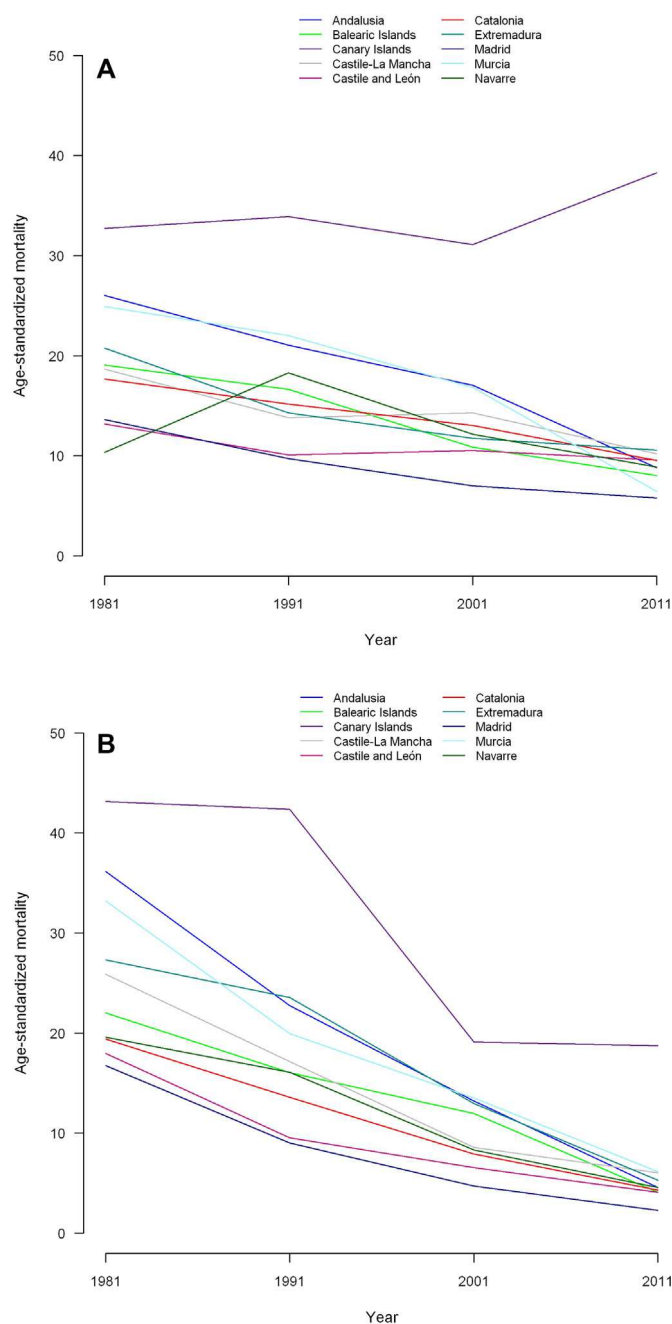 Andalusia Catalonia
Balearic Islands Extremadura
Canary Islands Madrid
Castile-La Mancha Murcia
Castile and León Navarre
A
50
40
30
20
10
0
Age-standardized mortality
1981 1991 2001 2011
Year
Andalusia Catalonia
Balearic Islands Extremadura
Canary Islands Madrid
Castile-La Mancha Murcia
Castile and León Navarre
B
50
40
30
20
10
0
Age-standardized mortality
1981 1991 2001 2011
Year